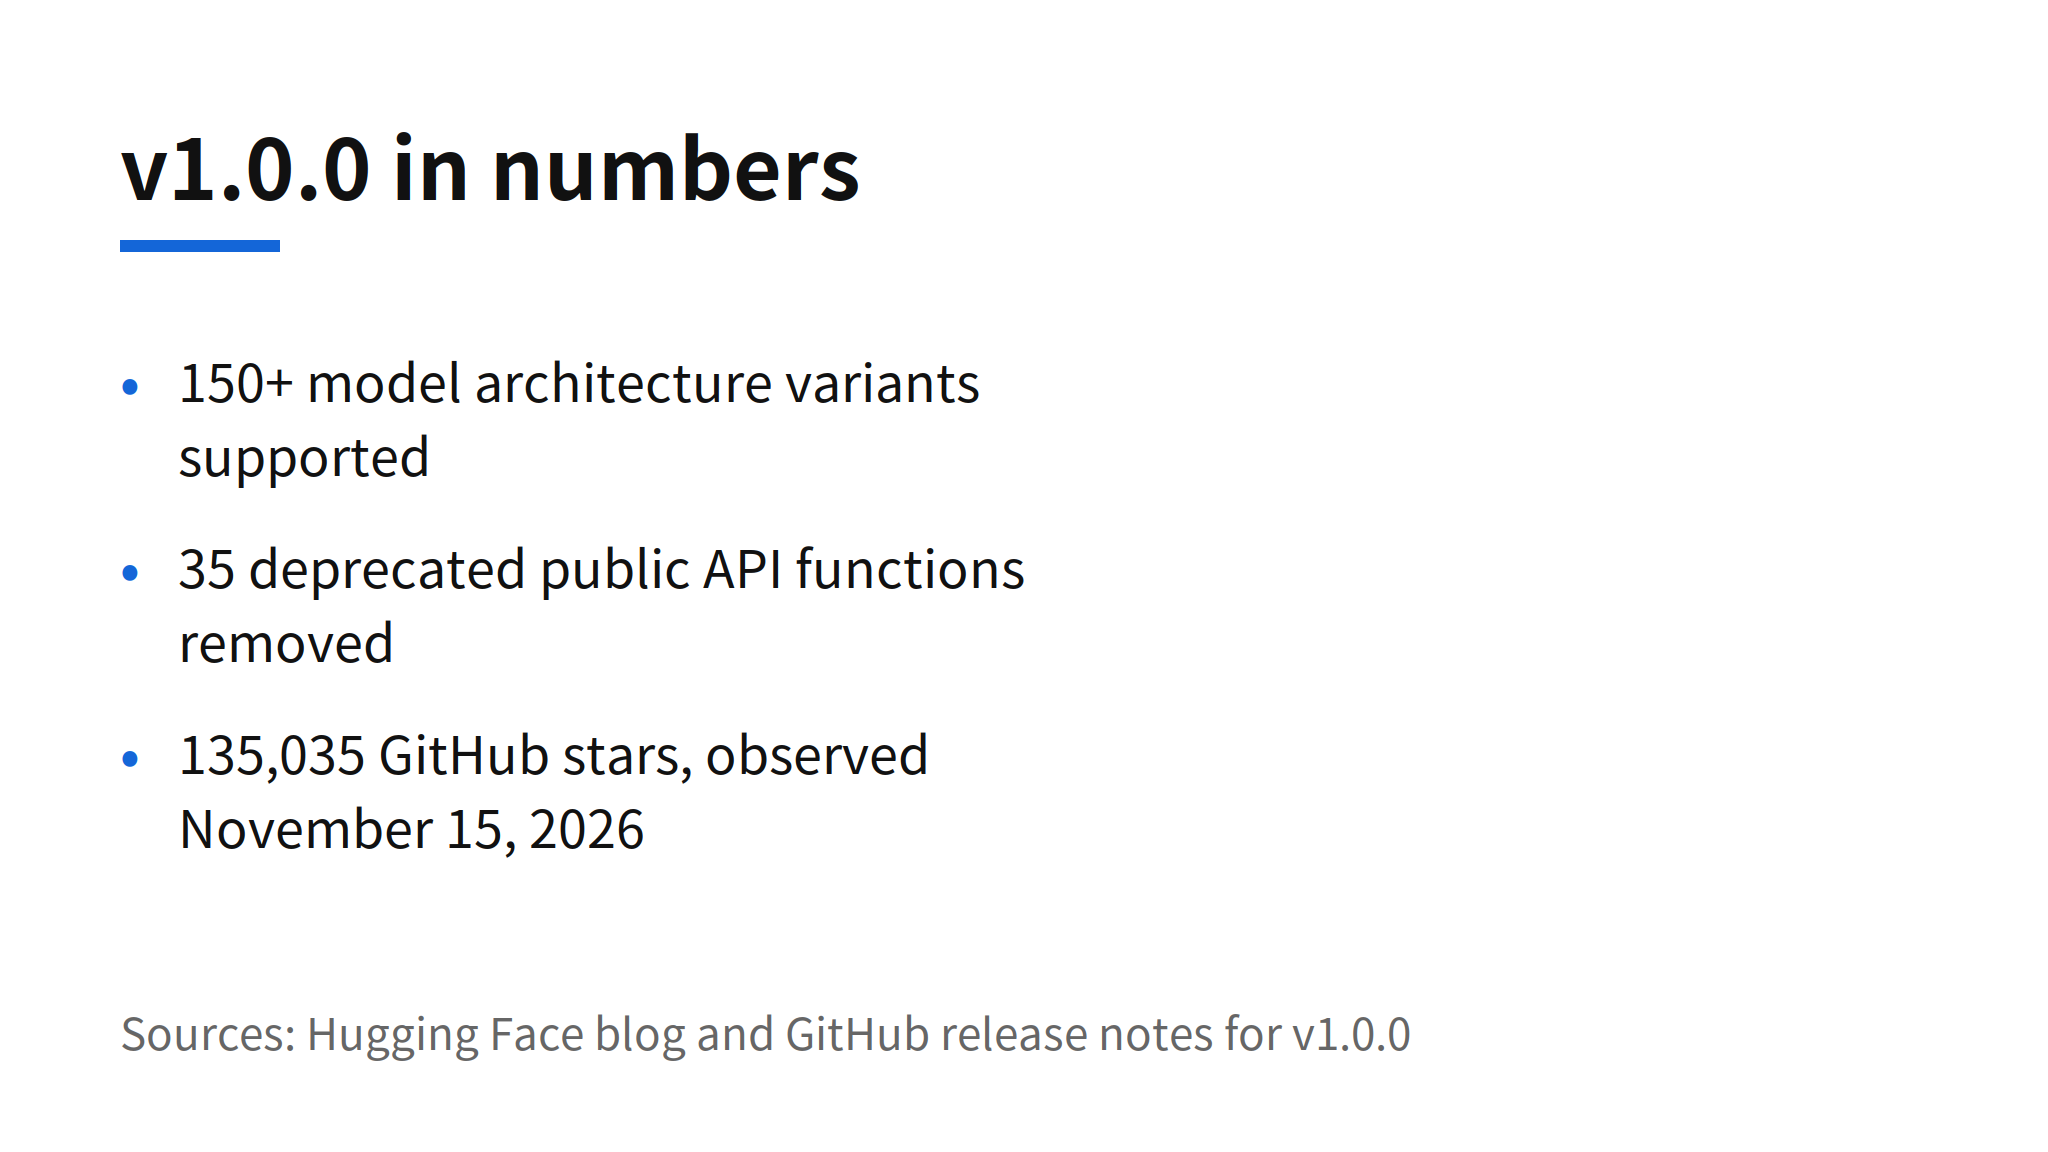 v1.0.0 in numbers
• 150+ model architecture variants
supported
• 35 deprecated public API functions
removed
• 135,035 GitHub stars, observed
November 15, 2026
Sources: Hugging Face blog and GitHub release notes for v1.0.0